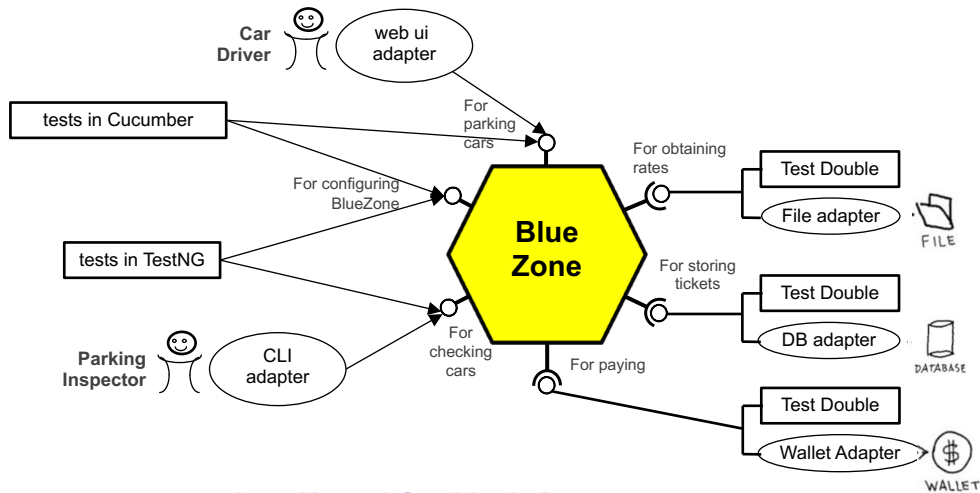 Car
Driver
web ui
adapter
tests in Cucumber
For
parking
cars
For obtaining
rates
Test Double
File adapter
FILE
For configuring
BlueZone
Blue
Zone
tests in TestNG
For storing
tickets
Test Double
DB adapter
DATABASE
Parking
Inspector
CLI
adapter
For
checking
cars
For paying
Test Double
Wallet Adapter
$
WALLET